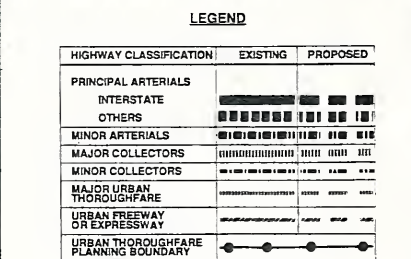 LEGEND
HIGHWAY CLASSIFICATION EXISTING PROPOSED
PRINCIPAL ARTERIALS
INTERSTATE
OTHERS
MINOR ARTERIALS
MAJOR COLLECTORS
MINOR COLLECTORS
MAJOR URBAN
THOROUGHFARE
URBAN FREEWAY
OR EXPRESSWAY
URBAN THOROUGHFARE
PLANNING BOUNDARY